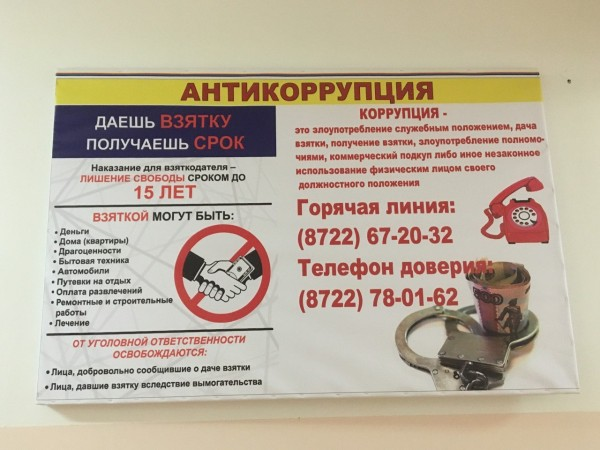 АНТИКОРРУПЦИЯ
ДАЕШЬ ВЗЯТКУ
ПОЛУЧАЕШЬ СРОК
Наказание для взяткодателя –
ЛИШЕНИЕ СВОБОДЫ СРОКОМ ДО
15 ЛЕТ
ВЗЯТКОЙ МОГУТ БЫТЬ:
• Деньги
• Дома (квартиры)
• Драгоценности
• Бытовая техника
• Автомобили
• Путевки на отдых
• Оплата развлечений
• Ремонтные и строительные
работы
• Лечение
ОТ УГОЛОВНОЙ ОТВЕТСТВЕННОСТИ
ОСВОБОЖДАЮТСЯ:
• Лица, добровольно сообщившие о даче взятки
• Лица, давшие взятку вследствие вымогательства
КОРРУПЦИЯ -
это злоупотребление служебным положением, дача
взятки, получение взятки, злоупотребление полномо-
чиями, коммерческий подкуп либо иное незаконное
использование физическим лицом своего
должностного положения
Горячая линия:
(8722) 67-20-32
Телефон доверия:
(8722) 78-01-62